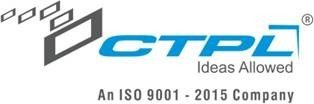 CTPL®
Ideas Allowed
An ISO 9001 - 2015 Company